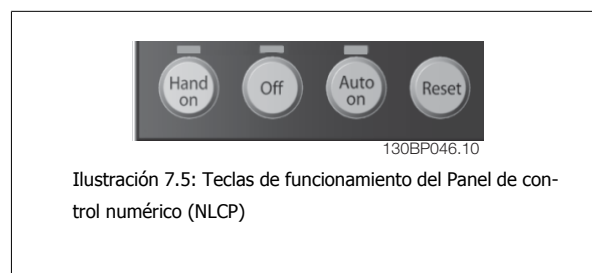 Hand
on
Off
Auto
on
Reset
130BP046.10
Ilustración 7.5: Teclas de funcionamiento del Panel de con-
trol numérico (NLCP)